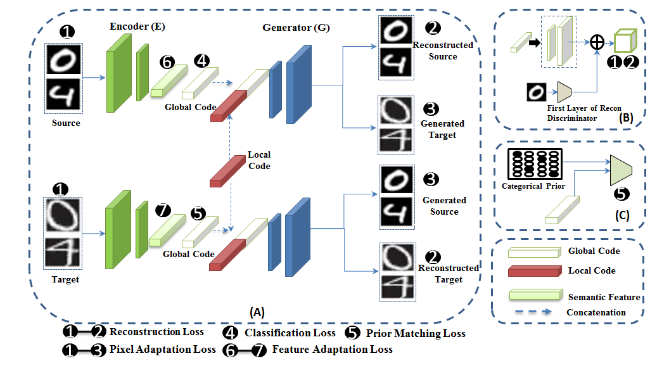 Encoder (E)
Generator (G)
1
6
4
2
Reconstructed
Source
Global Code
Source
3
Generated
Target
Local
Code
1
7
5
3
Generated
Source
Global Code
Target
2
Reconstructed
Target
(A)
1 2
First Layer of Recon
Discriminator
(B)
Categorical Prior
5
(C)
Global Code
Local Code
Semantic Feature
Concatenation
1 2 Reconstruction Loss 4 Classification Loss 5 Prior Matching Loss
1 3 Pixel Adaptation Loss 6 7 Feature Adaptation Loss